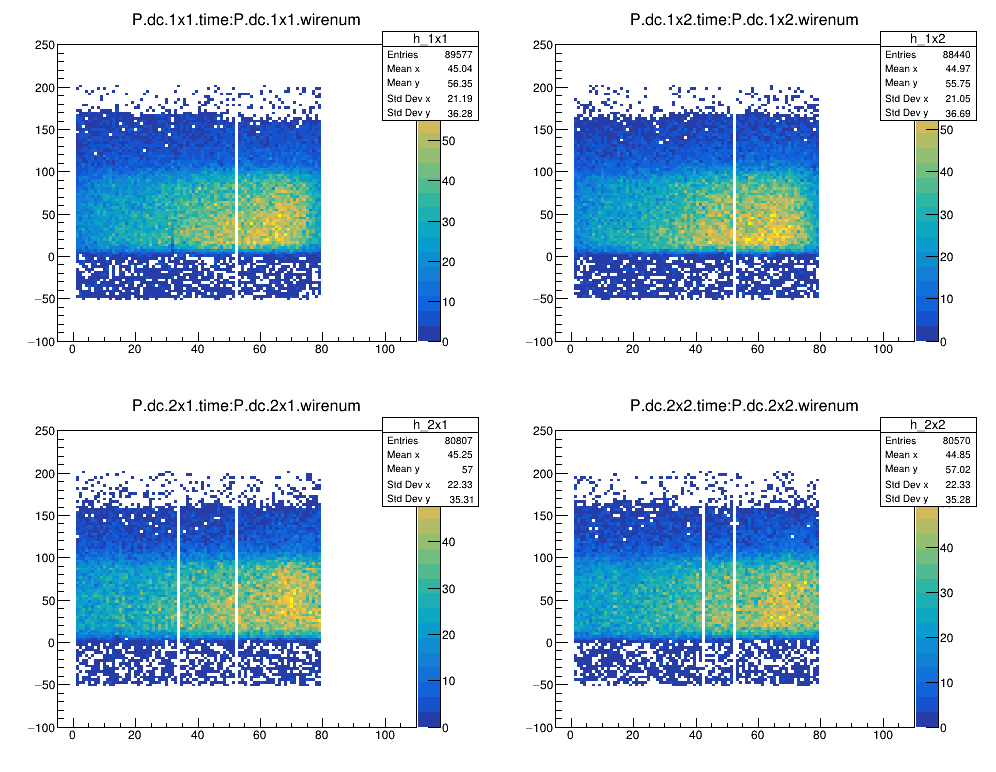 P.dc.1x1.time:P.dc.1x1.wirenum
h_1x1
Entries 89577
Mean x 45.04
Mean y 56.35
Std Dev x 21.19
Std Dev y 36.28
250
200
150
100
50
0
−50
−100
0 20 40 60 80 100
50
40
30
20
10
0
P.dc.1x2.time:P.dc.1x2.wirenum
h_1x2
Entries 88440
Mean x 44.97
Mean y 55.75
Std Dev x 21.05
Std Dev y 36.69
250
200
150
100
50
0
−50
−100
0 20 40 60 80 100
50
40
30
20
10
0
P.dc.2x1.time:P.dc.2x1.wirenum
h_2x1
Entries 80807
Mean x 45.25
Mean y 57
Std Dev x 22.33
Std Dev y 35.31
250
200
150
100
50
0
−50
−100
0 20 40 60 80 100
40
30
20
10
0
P.dc.2x2.time:P.dc.2x2.wirenum
h_2x2
Entries 80570
Mean x 44.85
Mean y 57.02
Std Dev x 22.33
Std Dev y 35.28
250
200
150
100
50
0
−50
−100
0 20 40 60 80 100
40
30
20
10
0